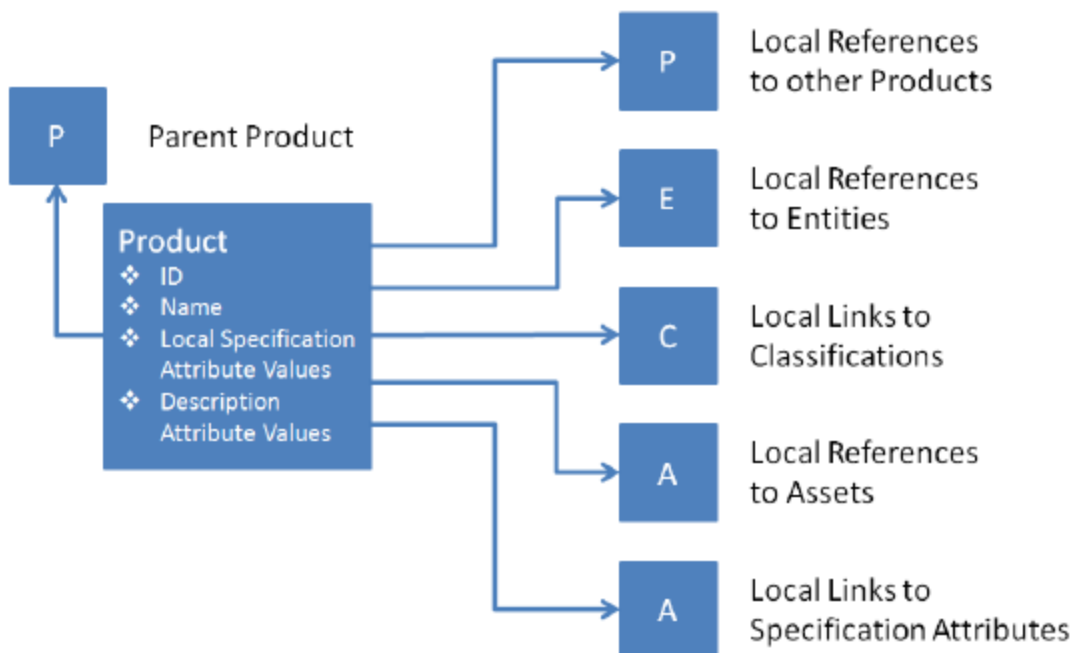 P
Parent Product
Product
❖ ID
❖ Name
❖ Local Specification
Attribute Values
❖ Description
Attribute Values
P
Local References
to other Products
E
Local References
to Entities
C
Local Links to
Classifications
A
Local References
to Assets
A
Local Links to
Specification Attributes